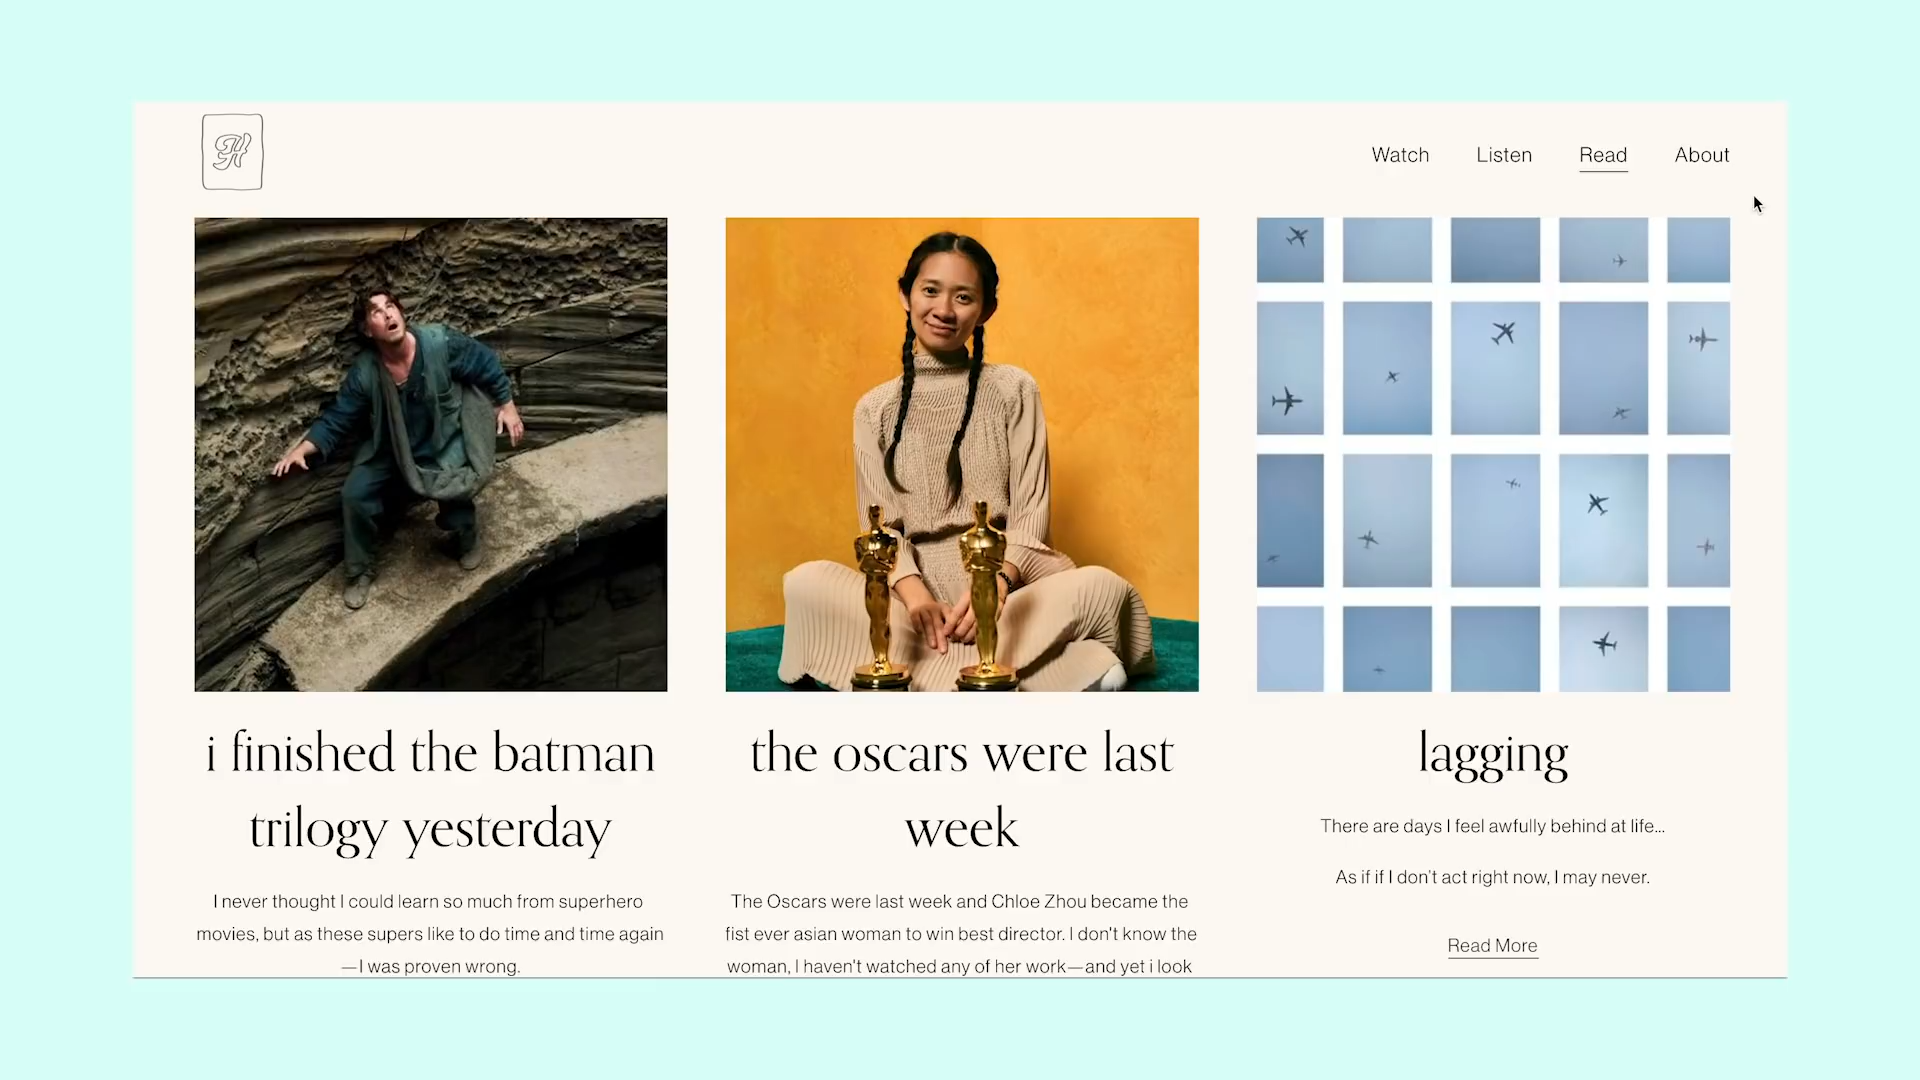 H
Watch
Listen
Read
About
i finished the batman
trilogy yesterday
I never thought I could learn so much from superhero
movies, but as these supers like to do time and time again
—I was proven wrong.
the oscars were last
week
The Oscars were last week and Chloe Zhou became the
fist ever asian woman to win best director. I don't know the
woman, I haven't watched any of her work—and yet i look
lagging
There are days I feel awfully behind at life...
As if if I don't act right now, I may never.
Read More